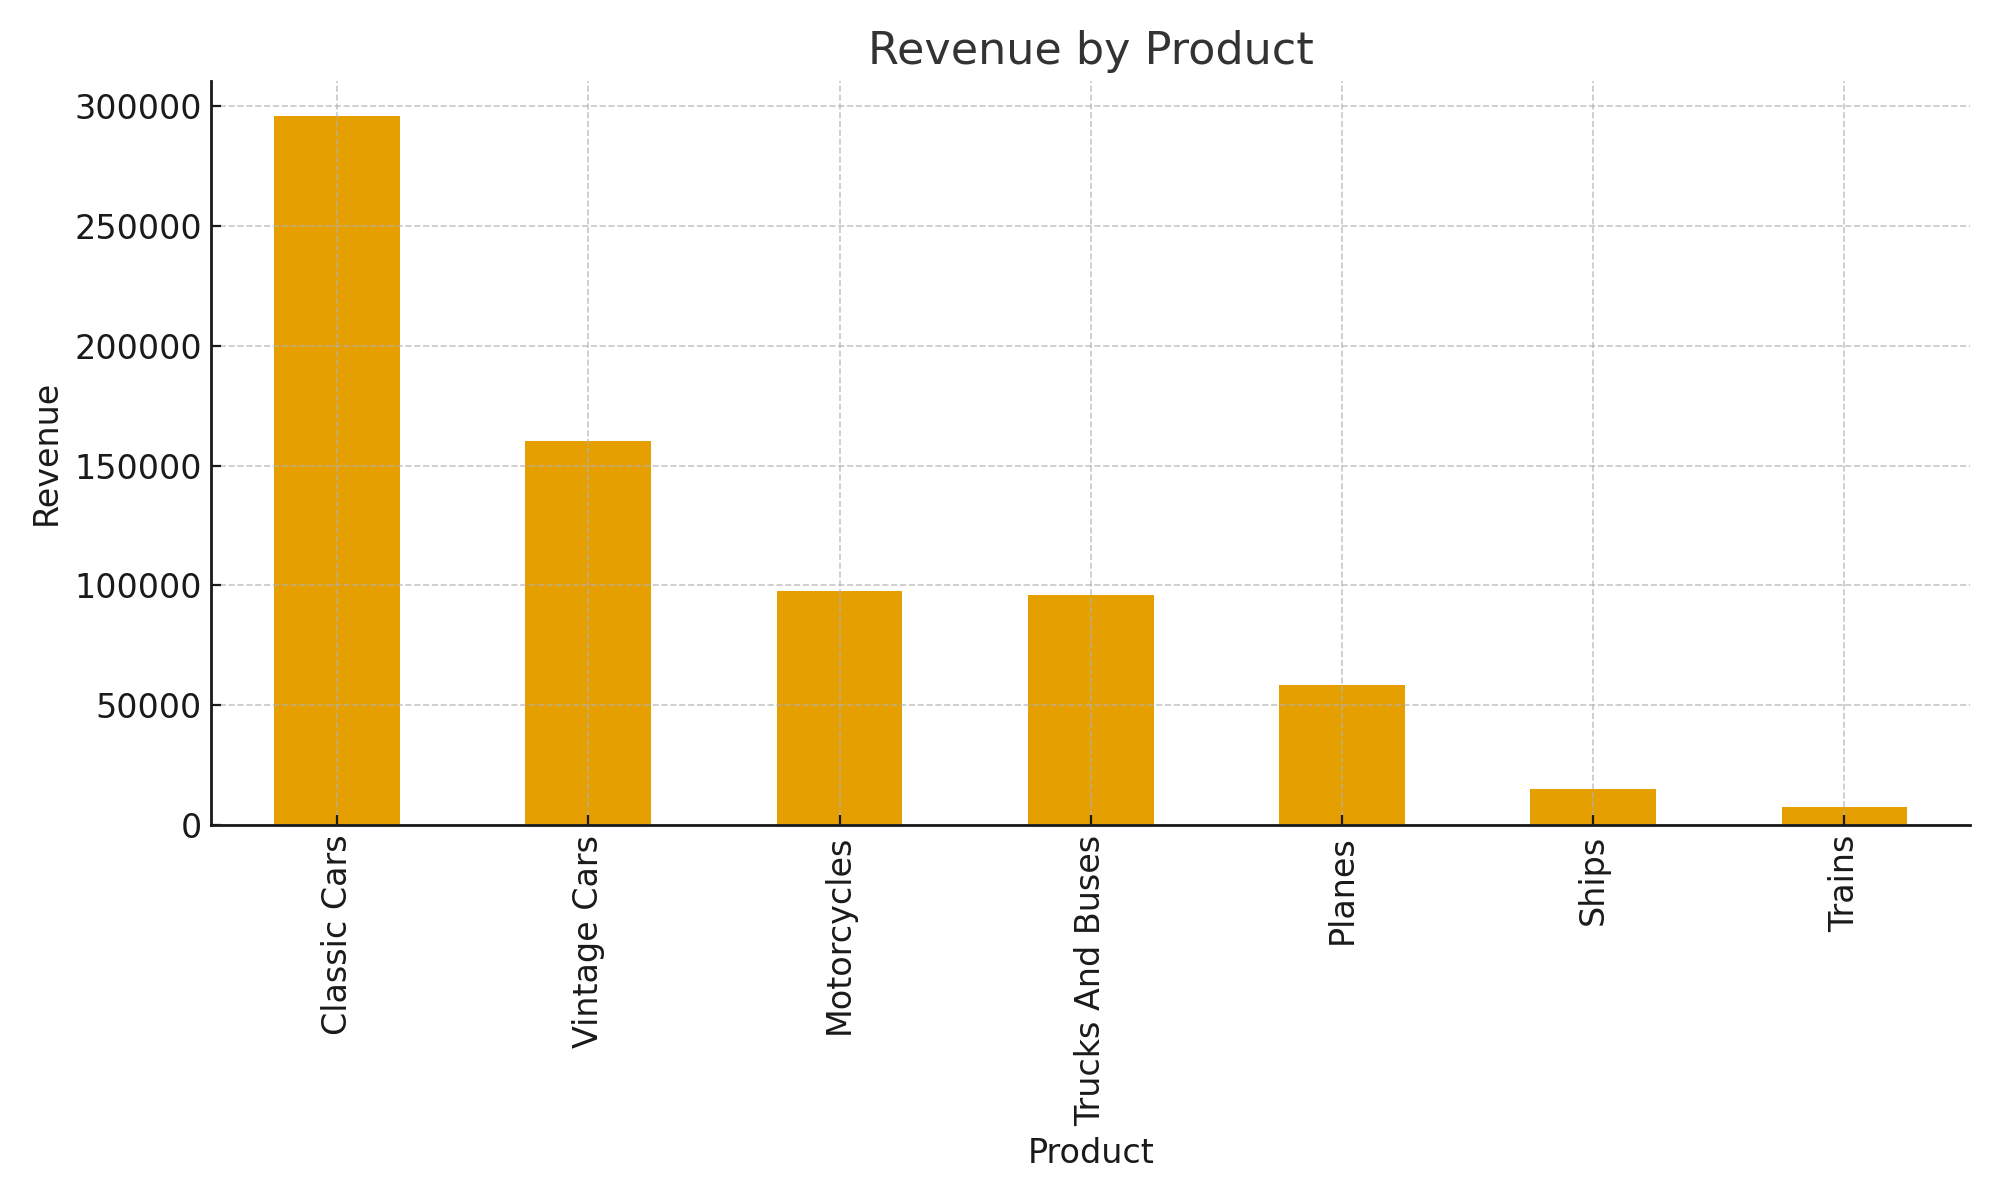 Revenue by Product
300000
250000
200000
150000
100000
50000
0
Revenue
Classic Cars
Vintage Cars
Motorcycles
Trucks And Buses
Planes
Ships
Trains
Product